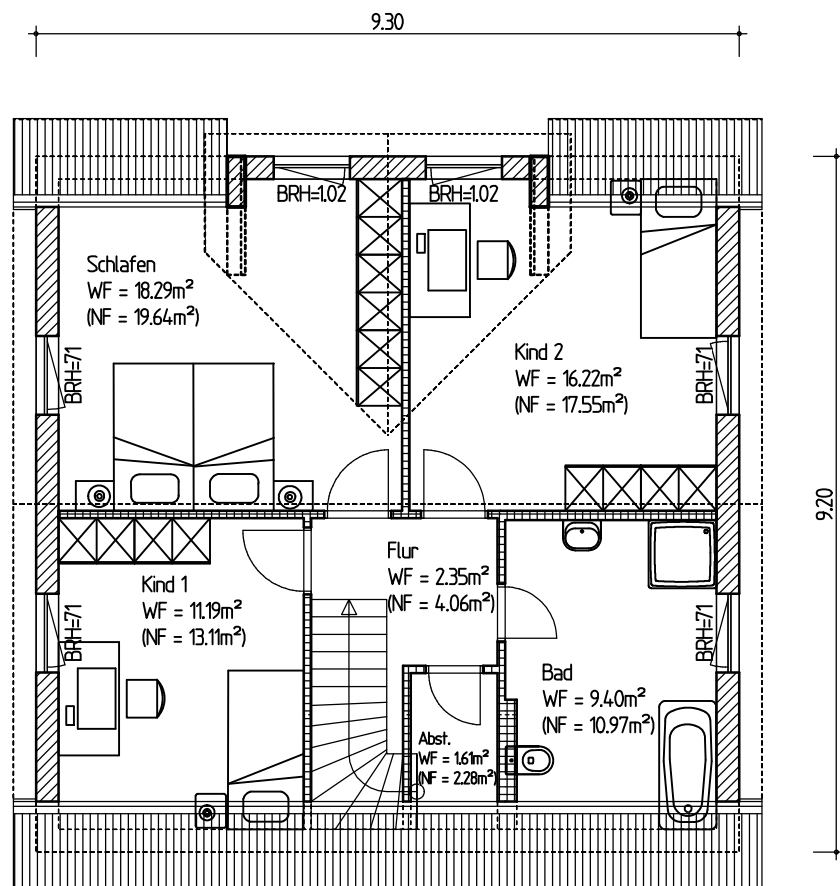 9.30
BRH=1.02
BRH=1.02
Schlafen
WF = 18.29m²
(NF = 19.64m²)
BRH=71
Kind 2
WF = 16.22m²
(NF = 17.55m²)
BRH=71
9.20
Flur
WF = 2.35m²
(NF = 4.06m²)
Kind 1
WF = 11.19m²
(NF = 13.11m²)
BRH=71
BRH=71
Bad
WF = 9.40m²
(NF = 10.97m²)
Abst.
WF = 1.61m²
(NF = 2.28m²)